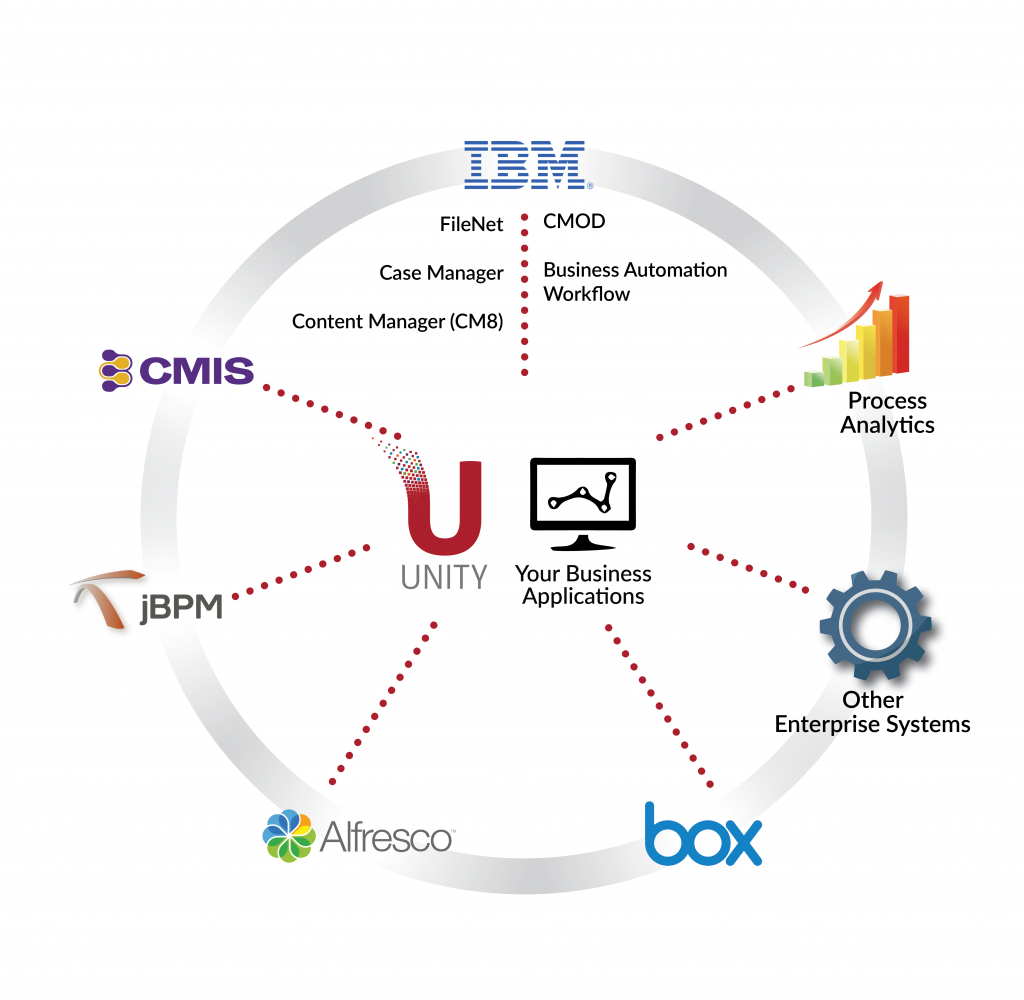 IBM®
FileNet
CMOD
Case Manager
Business Automation
Workflow
Content Manager (CM8)
CMIS
Process
Analytics
U
UNITY
Your Business
Applications
jBPM
Other
Enterprise Systems
Alfresco™
box